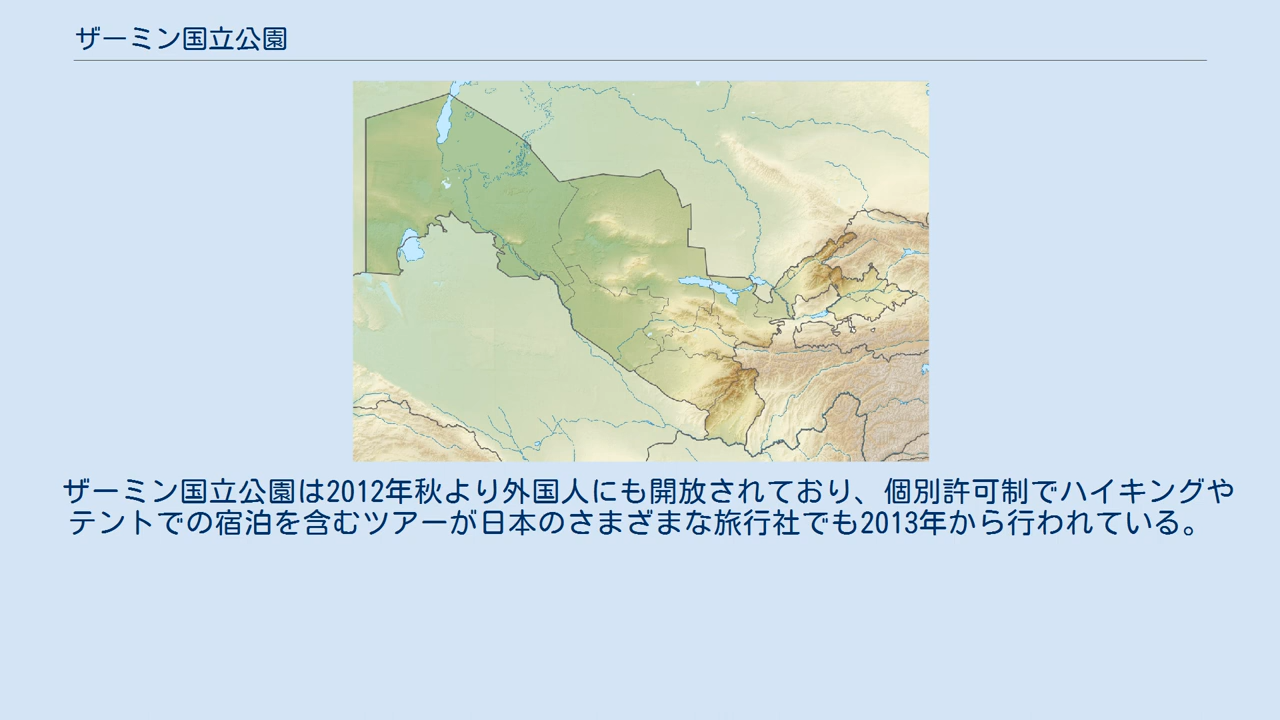 ザーミン国立公園
ザーミン国立公園は2012年秋より外国人にも開放されており、個別許可制でハイキングや
テントでの宿泊を含むツアーが日本のさまざまな旅行社でも2013年から行われている。